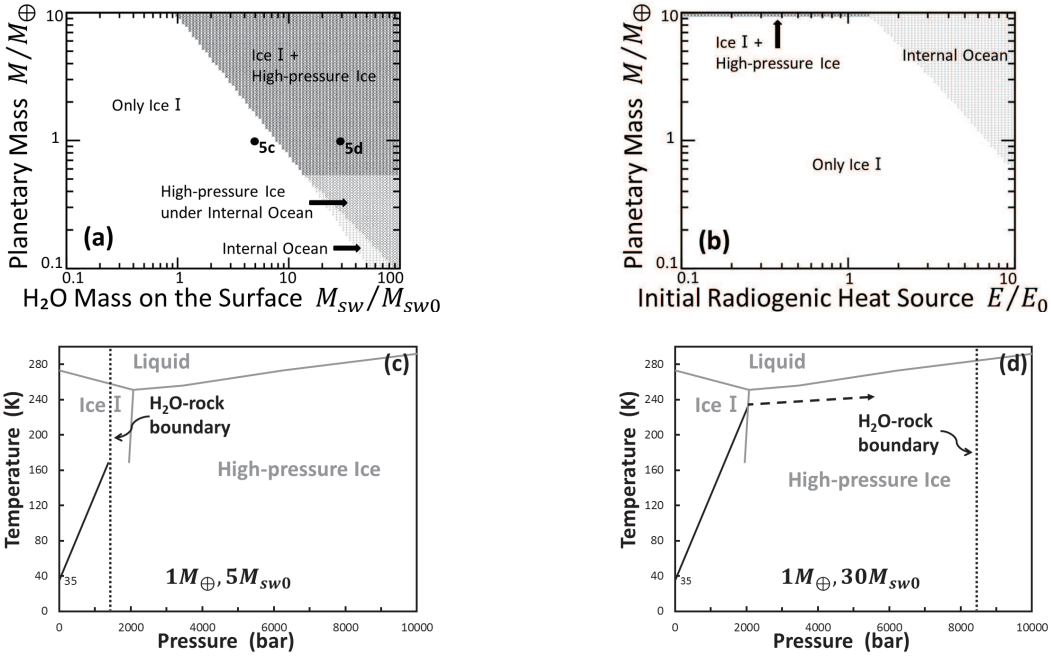 Planetary Mass M/M⊕
10
1
0.1
Ice I +
High-pressure Ice
Only Ice I
5c
5d
High-pressure Ice
under Internal Ocean
Internal Ocean
(a)
0.1
1
10
100
H₂O Mass on the Surface M_sw/M_sw0
Planetary Mass M/M⊕
10
1
0.1
Ice I +
High-pressure Ice
Internal Ocean
Only Ice I
(b)
0.1
1
10
Initial Radiogenic Heat Source E/E₀
Temperature (K)
280
240
200
160
120
80
40
0
Liquid
(c)
Ice I
H₂O-rock
boundary
High-pressure Ice
35
1M⊕, 5M_sw0
0
2000
4000
6000
8000
10000
Pressure (bar)
Temperature (K)
280
240
200
160
120
80
40
0
Liquid
(d)
Ice I
H₂O-rock
boundary
High-pressure Ice
35
1M⊕, 30M_sw0
0
2000
4000
6000
8000
10000
Pressure (bar)